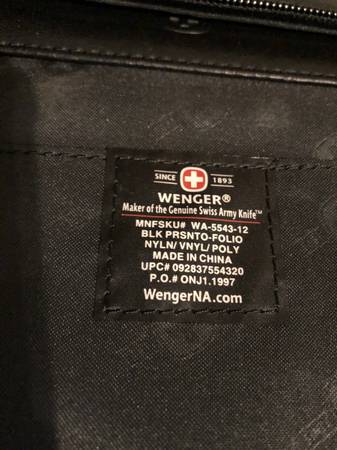 SINCE 1893
WENGER®
Maker of the Genuine Swiss Army Knife™
MNFSKU# WA-5543-12
BLK PRSNTO-FOLIO
NYLN/ VNYL/ POLY
MADE IN CHINA
UPC# 092837554320
P.O.# ONJ1.1997
WengerNA.com